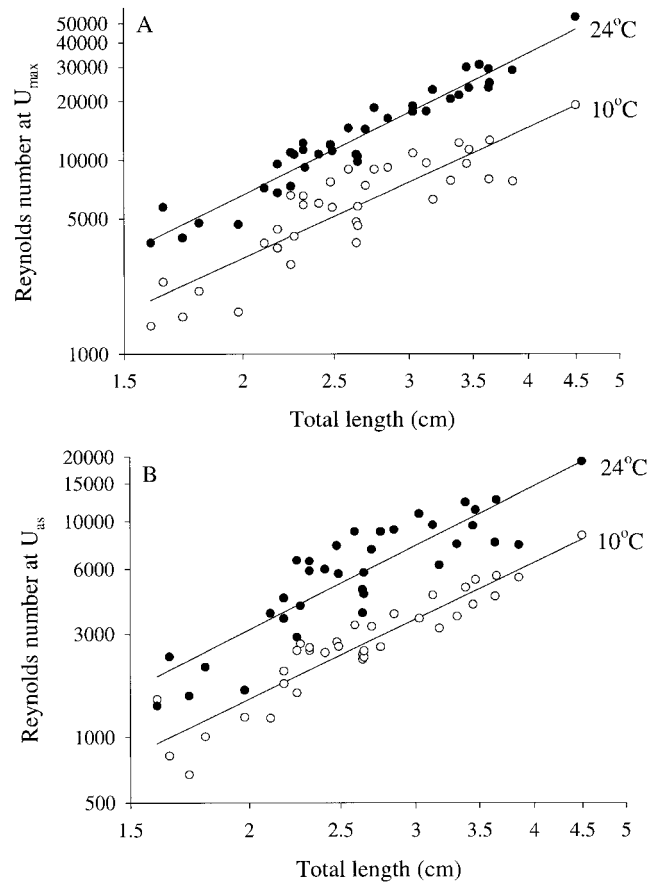 A
50000
40000
30000
20000
10000
5000
1000
Reynolds number at Umax
24°C
10°C
1.5 2 2.5 3 3.5 4 4.5 5
Total length (cm)
B
20000
15000
10000
6000
3000
1000
500
Reynolds number at Uas
24°C
10°C
1.5 2 2.5 3 3.5 4 4.5 5
Total length (cm)